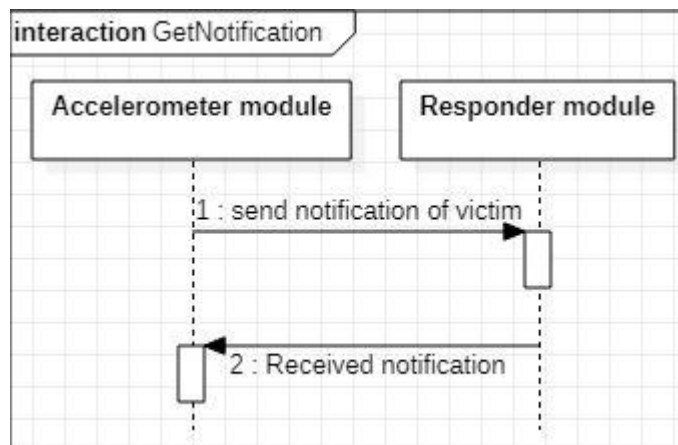 interaction GetNotification
Accelerometer module
Responder module
1 : send notification of victim
2 : Received notification